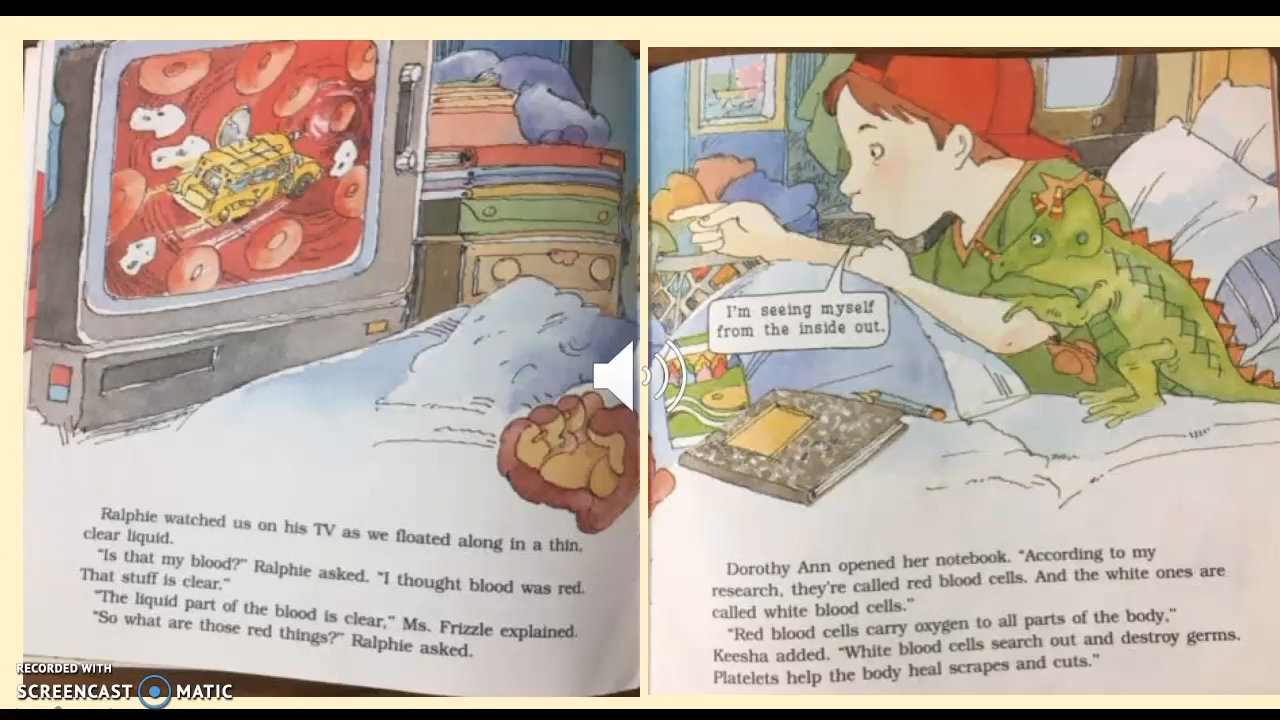 Ralphie watched us on his TV as we floated along in a thin,
clear liquid.
"Is that my blood?" Ralphie asked. "I thought blood was red.
That stuff is clear."
"The liquid part of the blood is clear," Ms. Frizzle explained.
"So what are those red things?" Ralphie asked.
I'm seeing myself
from the inside out.
Dorothy Ann opened her notebook. "According to my
research, they're called red blood cells. And the white ones are
called white blood cells."
"Red blood cells carry oxygen to all parts of the body,"
Keesha added. "White blood cells search out and destroy germs.
Platelets help the body heal scrapes and cuts."
RECORDED WITH
SCREENCAST MATIC